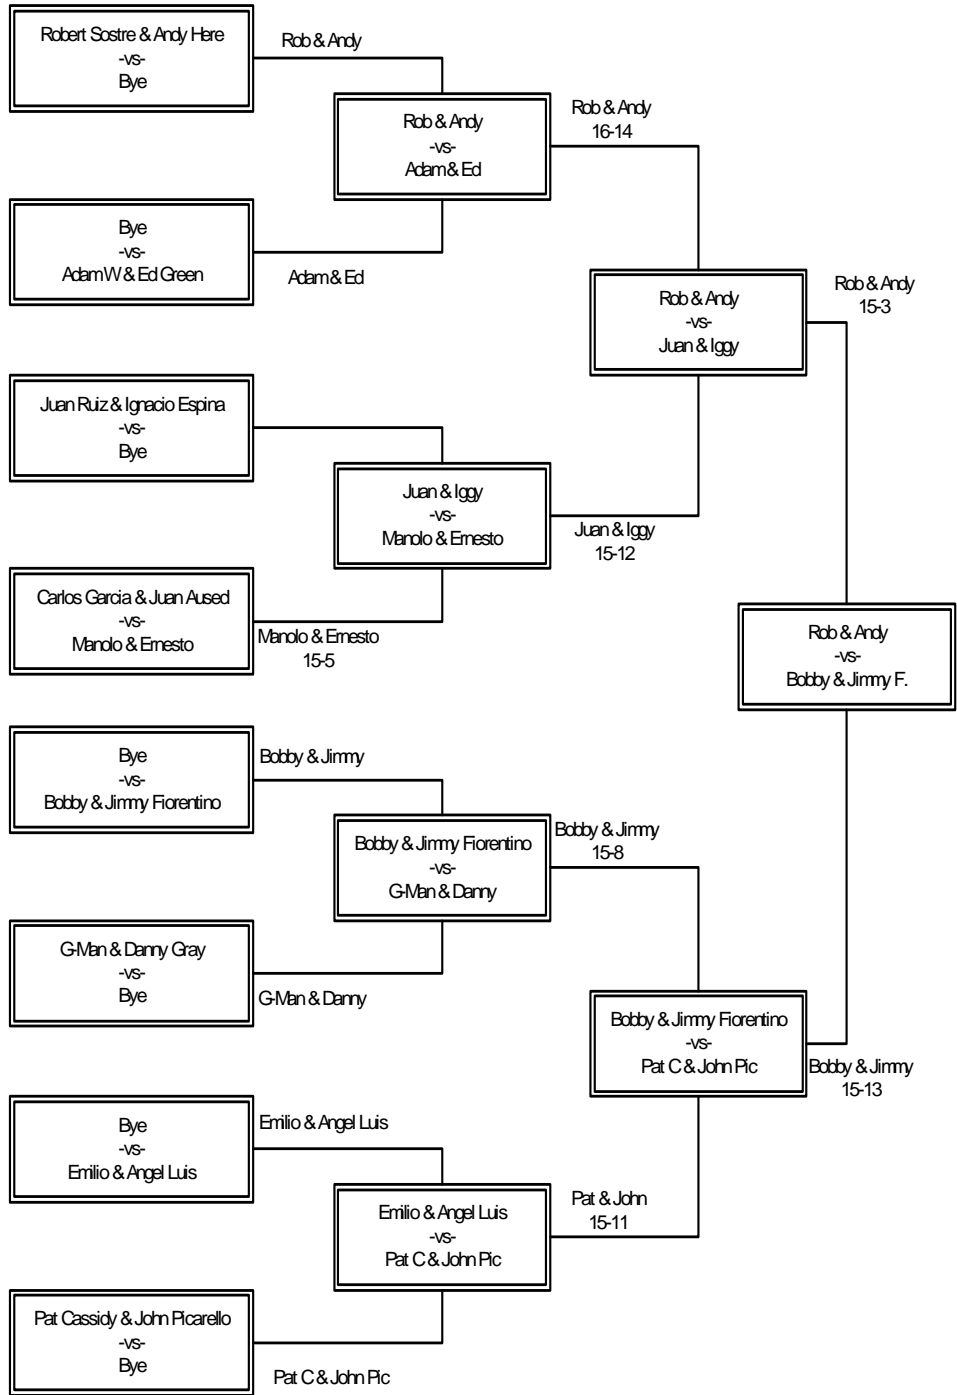 Robert Sostre & Andy Here
-vs-
Bye
Rob & Andy
Rob & Andy
-vs-
Adam & Ed
Rob & Andy
16-14
Bye
-vs-
Adam W & Ed Green
Adam & Ed
Rob & Andy
-vs-
Juan & Iggy
Rob & Andy
15-3
Juan Ruiz & Ignacio Espina
-vs-
Bye
Juan & Iggy
-vs-
Manolo & Ernesto
Juan & Iggy
15-12
Carlos Garcia & Juan Aused
-vs-
Manolo & Ernesto
Manolo & Ernesto
15-5
Rob & Andy
-vs-
Bobby & Jimmy F.
Bye
-vs-
Bobby & Jimmy Fiorentino
Bobby & Jimmy
Bobby & Jimmy Fiorentino
-vs-
G-Man & Danny
Bobby & Jimmy
15-8
G-Man & Danny Gray
-vs-
Bye
G-Man & Danny
Bobby & Jimmy Fiorentino
-vs-
Pat C & John Pic
Bobby & Jimmy
15-13
Bye
-vs-
Emilio & Angel Luis
Emilio & Angel Luis
Emilio & Angel Luis
-vs-
Pat C & John Pic
Pat & John
15-11
Pat Cassidy & John Picarello
-vs-
Bye
Pat C & John Pic